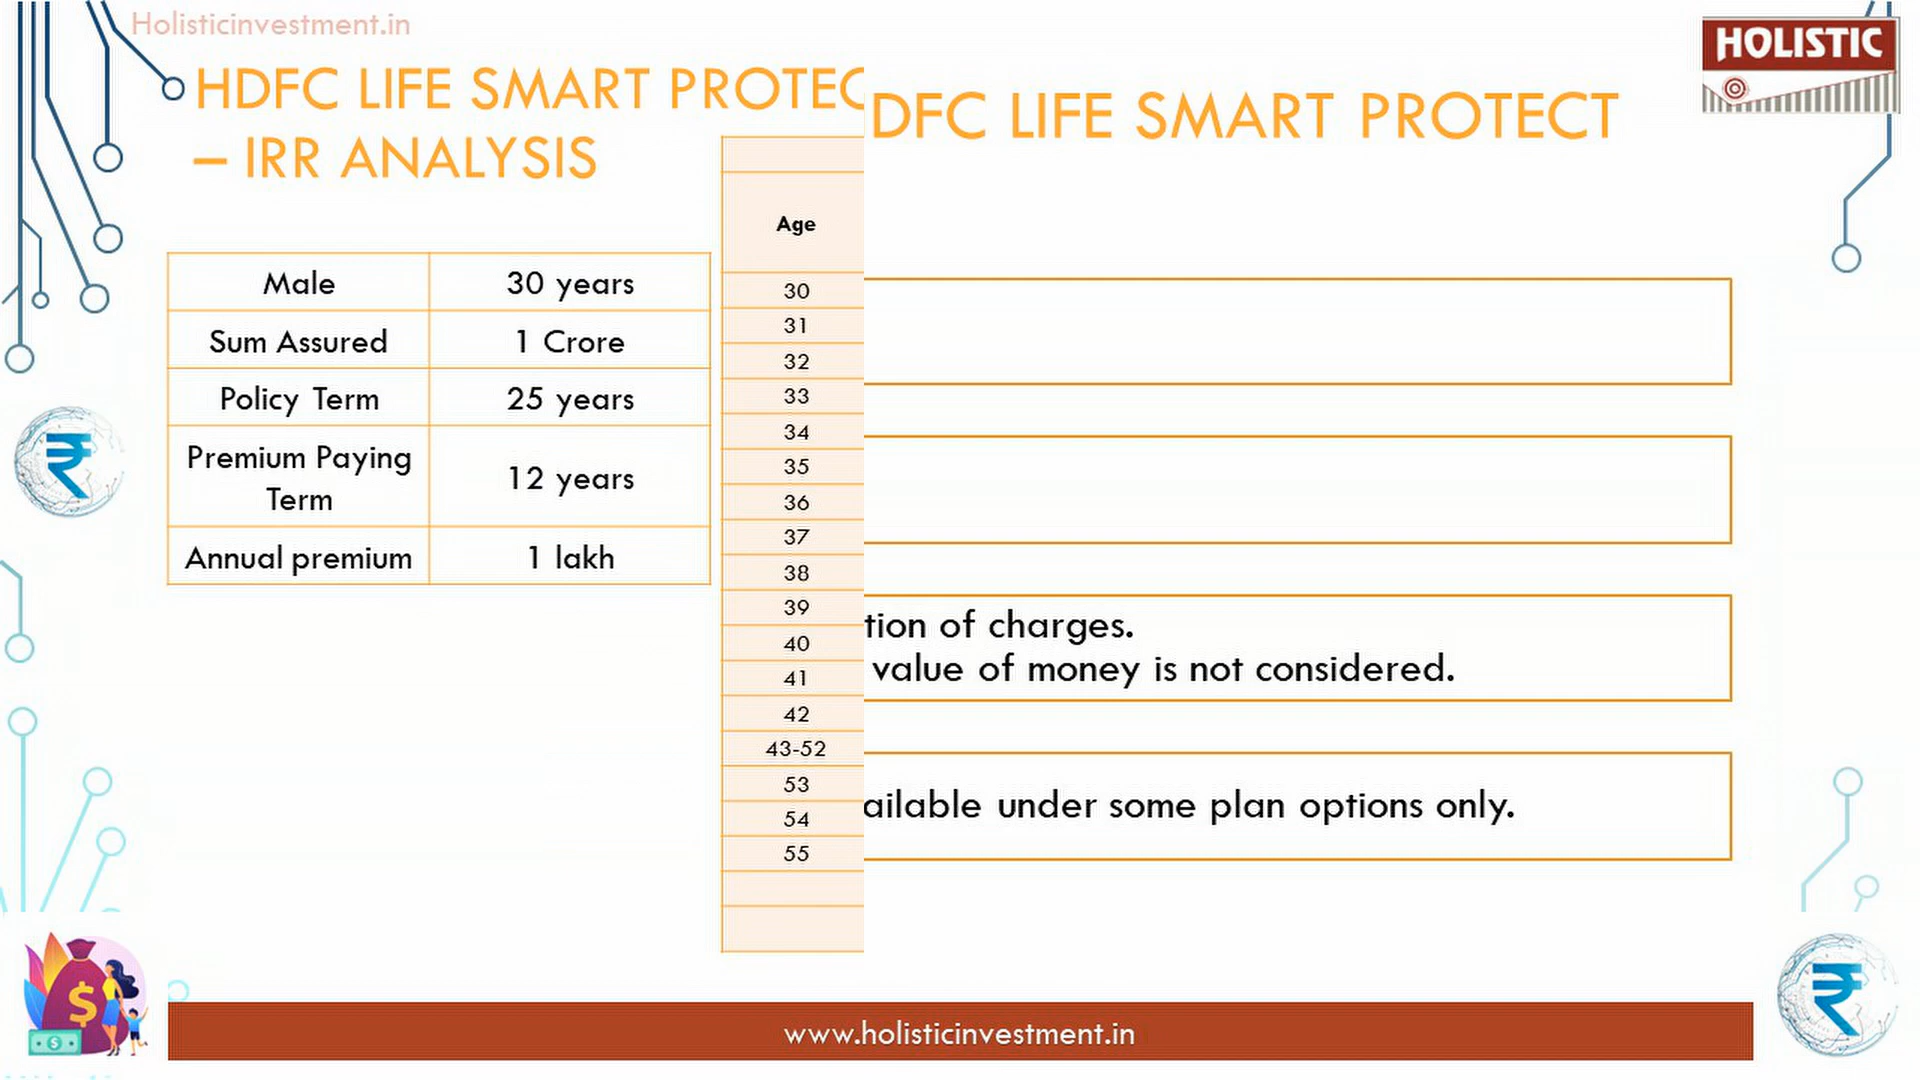 Holisticinvestment.in
HOLISTIC
HDFC LIFE SMART PROTEC
– IRR ANALYSIS
DFC LIFE SMART PROTECT
Male 30 years
Sum Assured 1 Crore
Policy Term 25 years
Premium Paying
Term
12 years
Annual premium 1 lakh
Age
30
31
32
33
34
35
36
37
38
39
40
41
42
43-52
53
54
55
tion of charges.
value of money is not considered.
ailable under some plan options only.
www.holisticinvestment.in